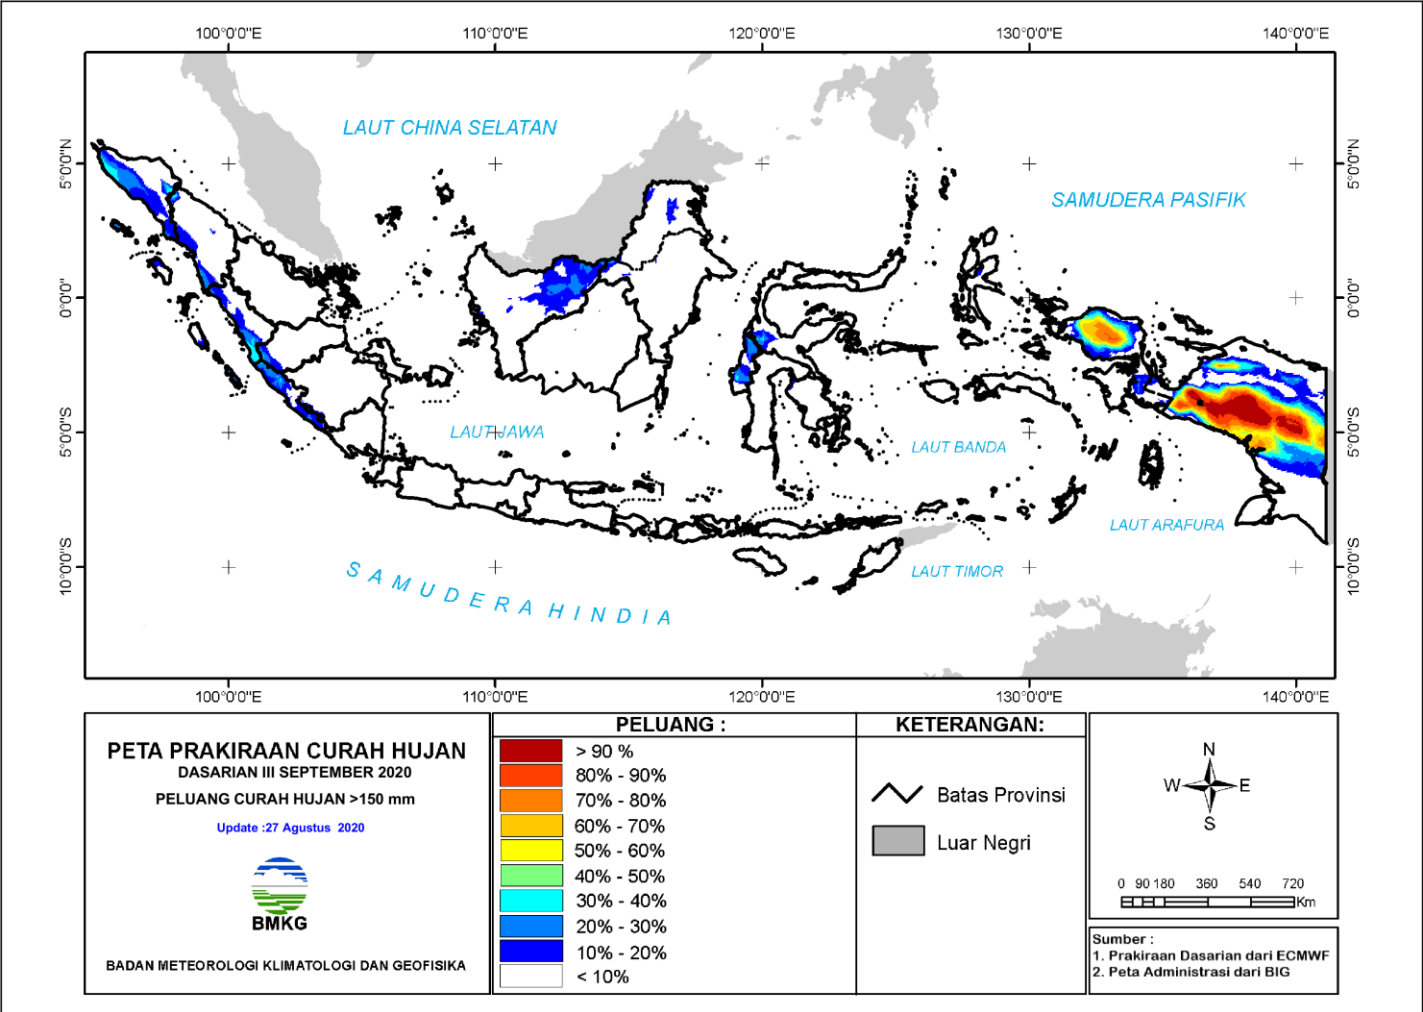 100°0'0"E 110°0'0"E 120°0'0"E 130°0'0"E 140°0'0"E
5°0'0"N
0°0'0"
5°0'0"S
10°0'0"S
LAUT CHINA SELATAN
SAMUDERA PASIFIK
LAUT JAWA
LAUT BANDA
LAUT ARAFURA
LAUT TIMOR
SAMUDERA HINDIA
5°0'0"N
0°0'0"
5°0'0"S
10°0'0"S
100°0'0"E 110°0'0"E 120°0'0"E 130°0'0"E 140°0'0"E
PETA PRAKIRAAN CURAH HUJAN
DASARIAN III SEPTEMBER 2020
PELUANG CURAH HUJAN >150 mm
Update :27 Agustus 2020
BMKG
BADAN METEOROLOGI KLIMATOLOGI DAN GEOFISIKA
PELUANG :
> 90 %
80% - 90%
70% - 80%
60% - 70%
50% - 60%
40% - 50%
30% - 40%
20% - 30%
10% - 20%
< 10%
KETERANGAN:
Batas Provinsi
Luar Negri
N
W E
S
0 90 180 360 540 720
Km
Sumber :
1. Prakiraan Dasarian dari ECMWF
2. Peta Administrasi dari BIG